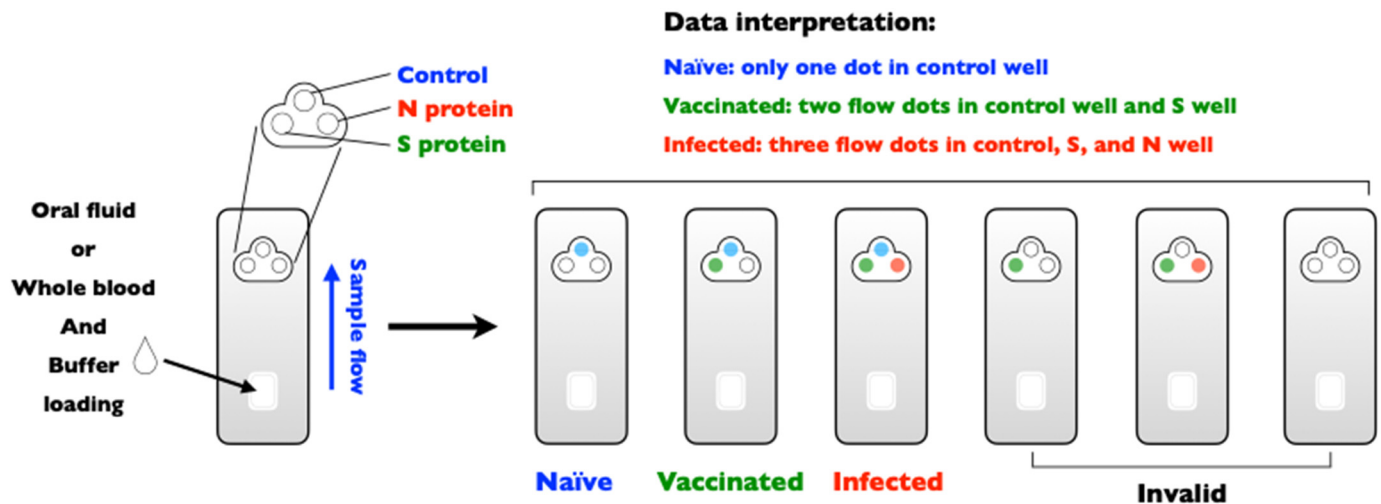 Data interpretation:
Naïve: only one dot in control well
Vaccinated: two flow dots in control well and S well
Infected: three flow dots in control, S, and N well
Control
N protein
S protein
Oral fluid
or
Whole blood
And
Buffer
loading
Sample flow
Naïve
Vaccinated
Infected
Invalid